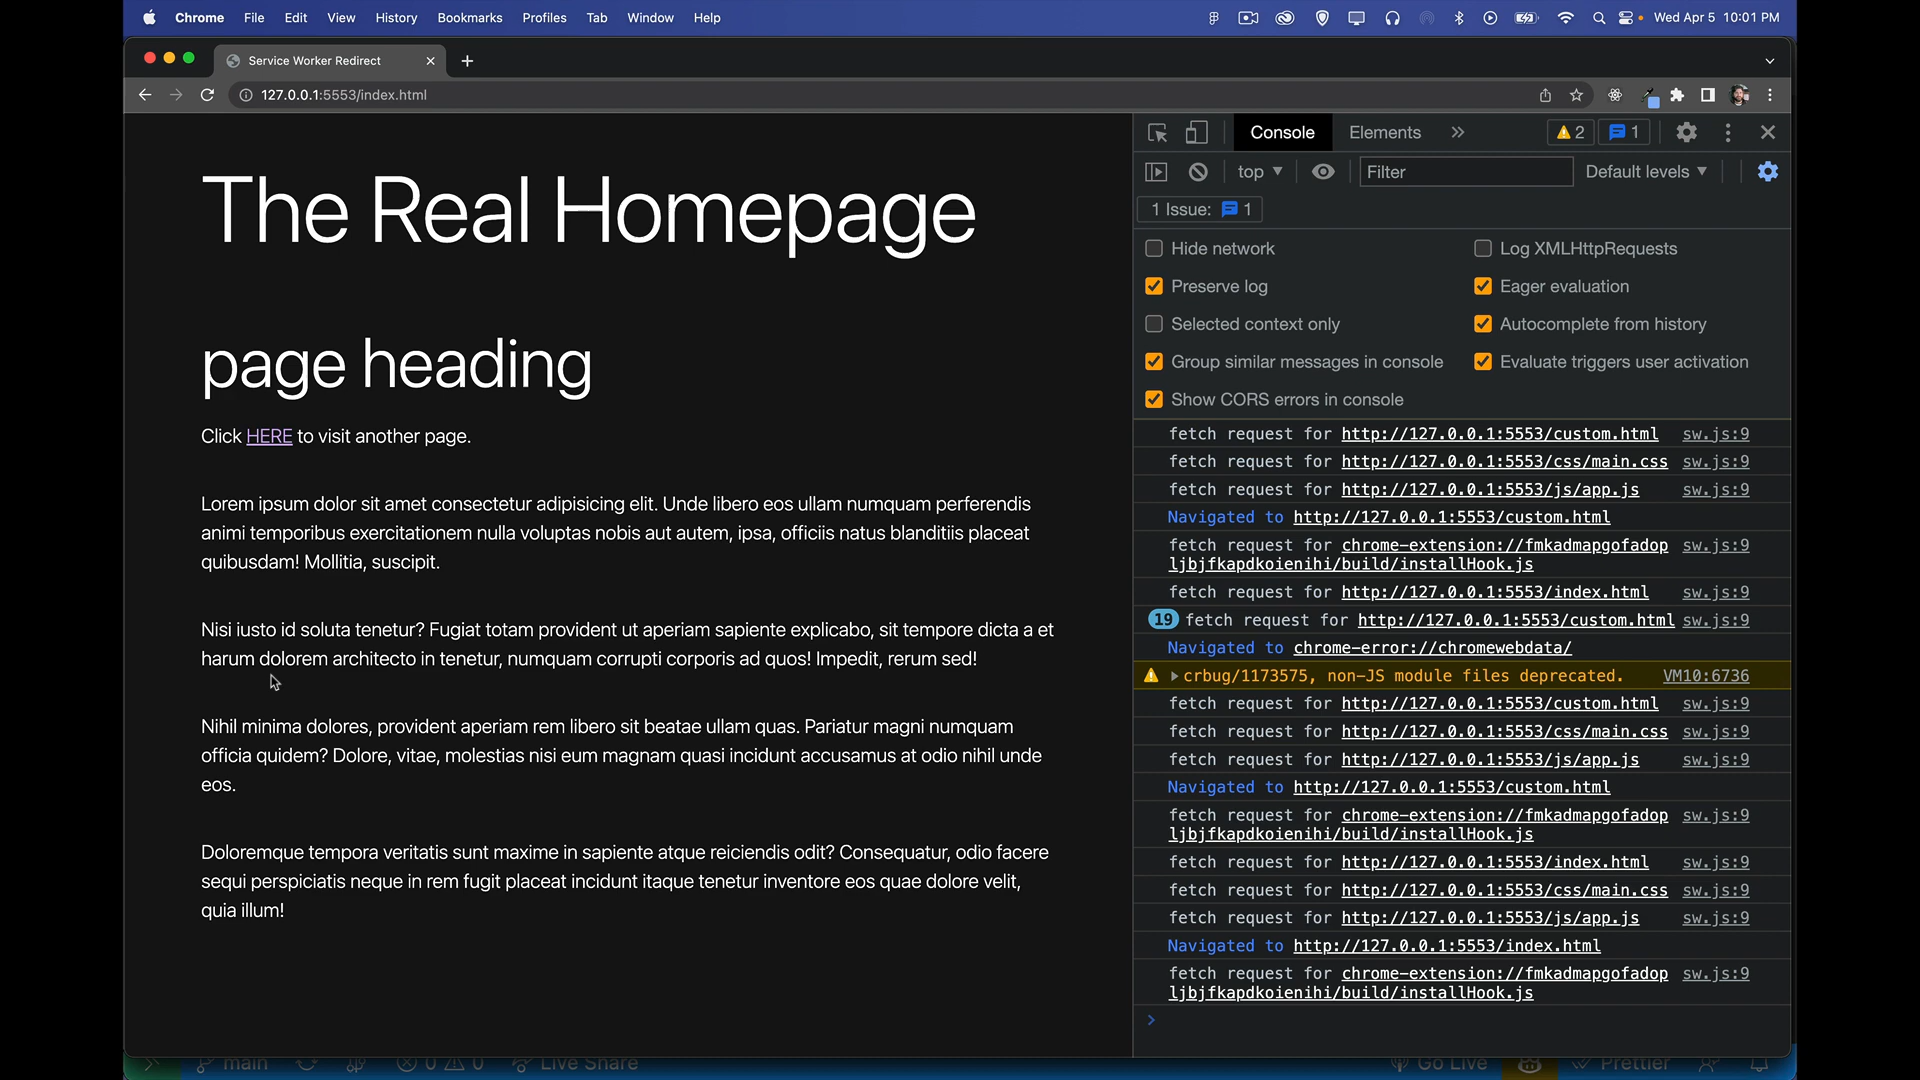 Chrome File Edit View History Bookmarks Profiles Tab Window Help Wed Apr 5 10:01 PM
Service Worker Redirect
127.0.0.1:5553/index.html
The Real Homepage
page heading
Click HERE to visit another page.
Lorem ipsum dolor sit amet consectetur adipisicing elit. Unde libero eos ullam numquam perferendis
animi temporibus exercitationem nulla voluptas nobis aut autem, ipsa, officiis natus blanditiis placeat
quibusdam! Mollitia, suscipit.
Nisi iusto id soluta tenetur? Fugiat totam provident ut aperiam sapiente explicabo, sit tempore dicta a et
harum dolorem architecto in tenetur, numquam corrupti corporis ad quos! Impedit, rerum sed!
Nihil minima dolores, provident aperiam rem libero sit beatae ullam quas. Pariatur magni numquam
officia quidem? Dolore, vitae, molestias nisi eum magnam quasi incidunt accusamus at odio nihil unde
eos.
Doloremque tempora veritatis sunt maxime in sapiente atque reiciendis odit? Consequatur, odio facere
sequi perspiciatis neque in rem fugit placeat incidunt itaque tenetur inventore eos quae dolore velit,
quia illum!
Console Elements 2 1
top Filter Default levels
1 Issue: 1
Hide network Log XMLHttpRequests
Preserve log Eager evaluation
Selected context only Autocomplete from history
Group similar messages in console Evaluate triggers user activation
Show CORS errors in console
fetch request for http://127.0.0.1:5553/custom.html sw.js:9
fetch request for http://127.0.0.1:5553/css/main.css sw.js:9
fetch request for http://127.0.0.1:5553/js/app.js sw.js:9
Navigated to http://127.0.0.1:5553/custom.html
fetch request for chrome-extension://fmkadmapgofadop sw.js:9
ljbjfkapdkoienihi/build/installHook.js
fetch request for http://127.0.0.1:5553/index.html sw.js:9
19 fetch request for http://127.0.0.1:5553/custom.html sw.js:9
Navigated to chrome-error://chromewebdata/
crbug/1173575, non-JS module files deprecated. VM10:6736
fetch request for http://127.0.0.1:5553/custom.html sw.js:9
fetch request for http://127.0.0.1:5553/css/main.css sw.js:9
fetch request for http://127.0.0.1:5553/js/app.js sw.js:9
Navigated to http://127.0.0.1:5553/custom.html
fetch request for chrome-extension://fmkadmapgofadop sw.js:9
ljbjfkapdkoienihi/build/installHook.js
fetch request for http://127.0.0.1:5553/index.html sw.js:9
fetch request for http://127.0.0.1:5553/css/main.css sw.js:9
fetch request for http://127.0.0.1:5553/js/app.js sw.js:9
Navigated to http://127.0.0.1:5553/index.html
fetch request for chrome-extension://fmkadmapgofadop sw.js:9
ljbjfkapdkoienihi/build/installHook.js
main 0 0 Live Share Go Live Prettier